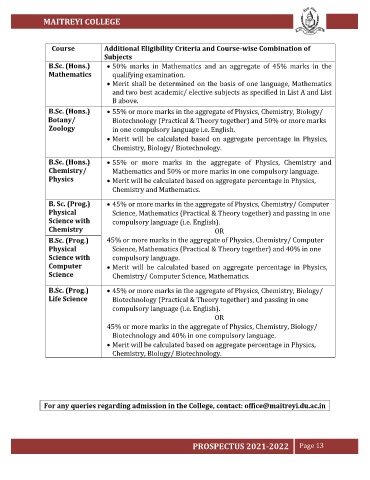 MAITREYI COLLEGE
Course
Additional Eligibility Criteria and Course-wise Combination of
Subjects
B.Sc. (Hons.)
Mathematics
• 50% marks in Mathematics and an aggregate of 45% marks in the
qualifying examination.
• Merit shall be determined on the basis of one language, Mathematics
and two best academic/ elective subjects as specified in List A and List
B above.
B.Sc. (Hons.)
Botany/
Zoology
• 55% or more marks in the aggregate of Physics, Chemistry, Biology/
Biotechnology (Practical & Theory together) and 50% or more marks
in one compulsory language i.e. English.
• Merit will be calculated based on aggregate percentage in Physics,
Chemistry, Biology/ Biotechnology.
B.Sc. (Hons.)
Chemistry/
Physics
• 55% or more marks in the aggregate of Physics, Chemistry and
Mathematics and 50% or more marks in one compulsory language.
• Merit will be calculated based on aggregate percentage in Physics,
Chemistry and Mathematics.
B. Sc. (Prog.)
Physical
Science with
Chemistry
• 45% or more marks in the aggregate of Physics, Chemistry/ Computer
Science, Mathematics (Practical & Theory together) and passing in one
compulsory language (i.e. English).
OR
B.Sc. (Prog.)
Physical
Science with
Computer
Science
45% or more marks in the aggregate of Physics, Chemistry/ Computer
Science, Mathematics (Practical & Theory together) and 40% in one
compulsory language.
• Merit will be calculated based on aggregate percentage in Physics,
Chemistry/ Computer Science, Mathematics.
B.Sc. (Prog.)
Life Science
• 45% or more marks in the aggregate of Physics, Chemistry, Biology/
Biotechnology (Practical & Theory together) and passing in one
compulsory language (i.e. English).
OR
45% or more marks in the aggregate of Physics, Chemistry, Biology/
Biotechnology and 40% in one compulsory language.
• Merit will be calculated based on aggregate percentage in Physics,
Chemistry, Biology/ Biotechnology.
For any queries regarding admission in the College, contact: office@maitreyi.du.ac.in
PROSPECTUS 2021-2022 Page 13